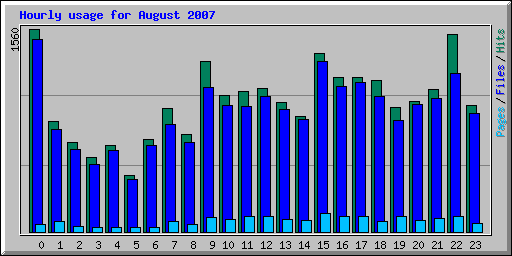 Hourly usage for August 2007
1560
Pages / Files / Hits
0 1 2 3 4 5 6 7 8 9 10 11 12 13 14 15 16 17 18 19 20 21 22 23